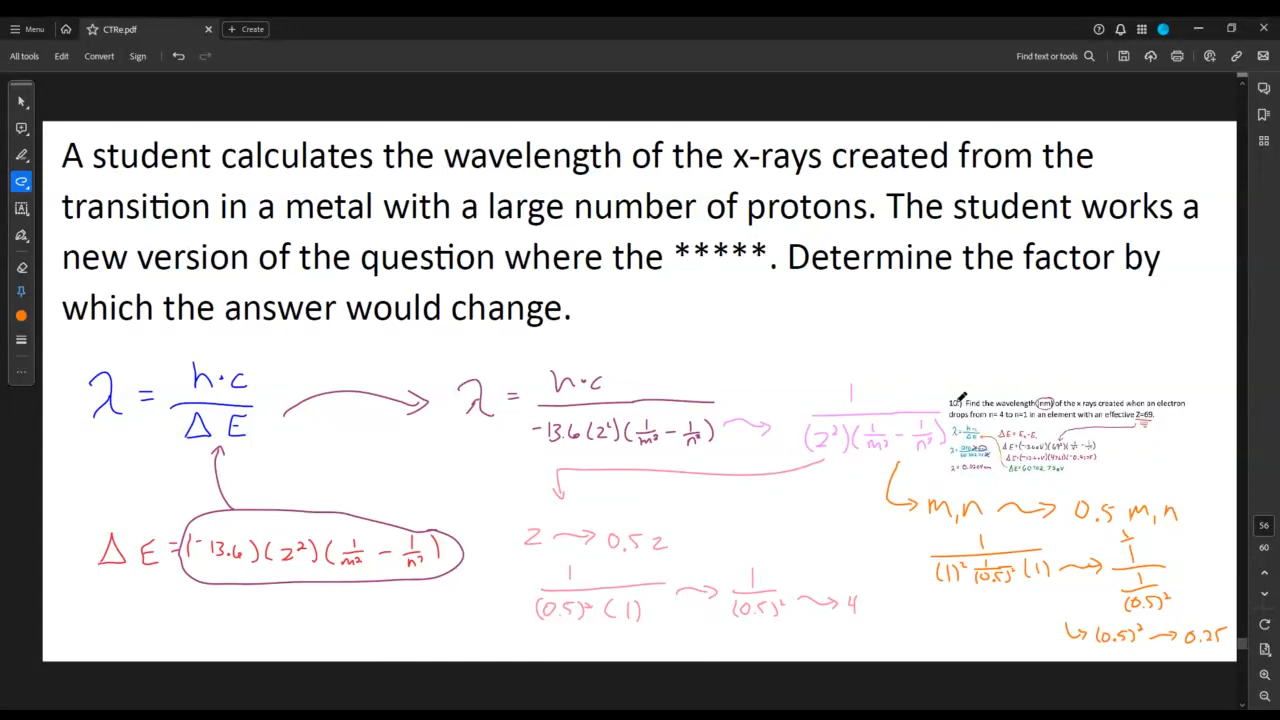 Menu
CTRe.pdf
Create
All tools Edit Convert Sign
Find text or tools
A student calculates the wavelength of the x-rays created from the
transition in a metal with a large number of protons. The student works a
new version of the question where the *****. Determine the factor by
which the answer would change.
λ = h·c / ΔE
λ = h·c / -13.6(Z²)(1/m² - 1/n²)
1 / (Z²)(1/m² - 1/n²)
ΔE = (-13.6)(Z²)(1/m² - 1/n²)
Z → 0.5 Z
1 / (0.5)² (1) → 1 / (0.5)² → 4
10.) Find the wavelength (nm) of the x rays created when an electron
drops from n= 4 to n=1 in an element with an effective Z=69.
λ = h·c / ΔE
m,n → 0.5 m,n
1 / (1)² 1/(0.5)² (1) → 1 / 1/(0.5)²
↳ (0.5)² → 0.25
56
60